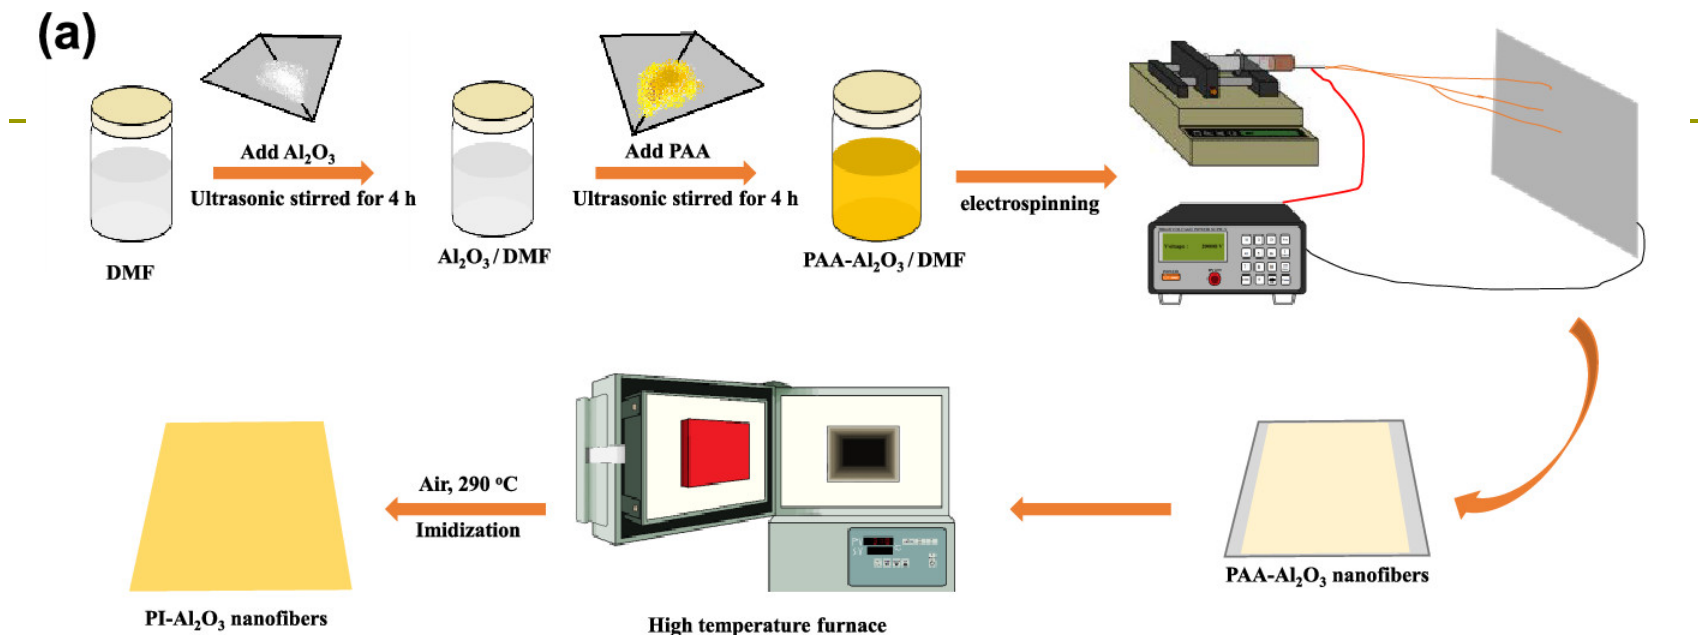 (a)
Add Al₂O₃
Ultrasonic stirred for 4 h
Add PAA
Ultrasonic stirred for 4 h
electrospinning
DMF
Al₂O₃ / DMF
PAA-Al₂O₃ / DMF
Air, 290 °C
Imidization
PAA-Al₂O₃ nanofibers
PI-Al₂O₃ nanofibers
High temperature furnace